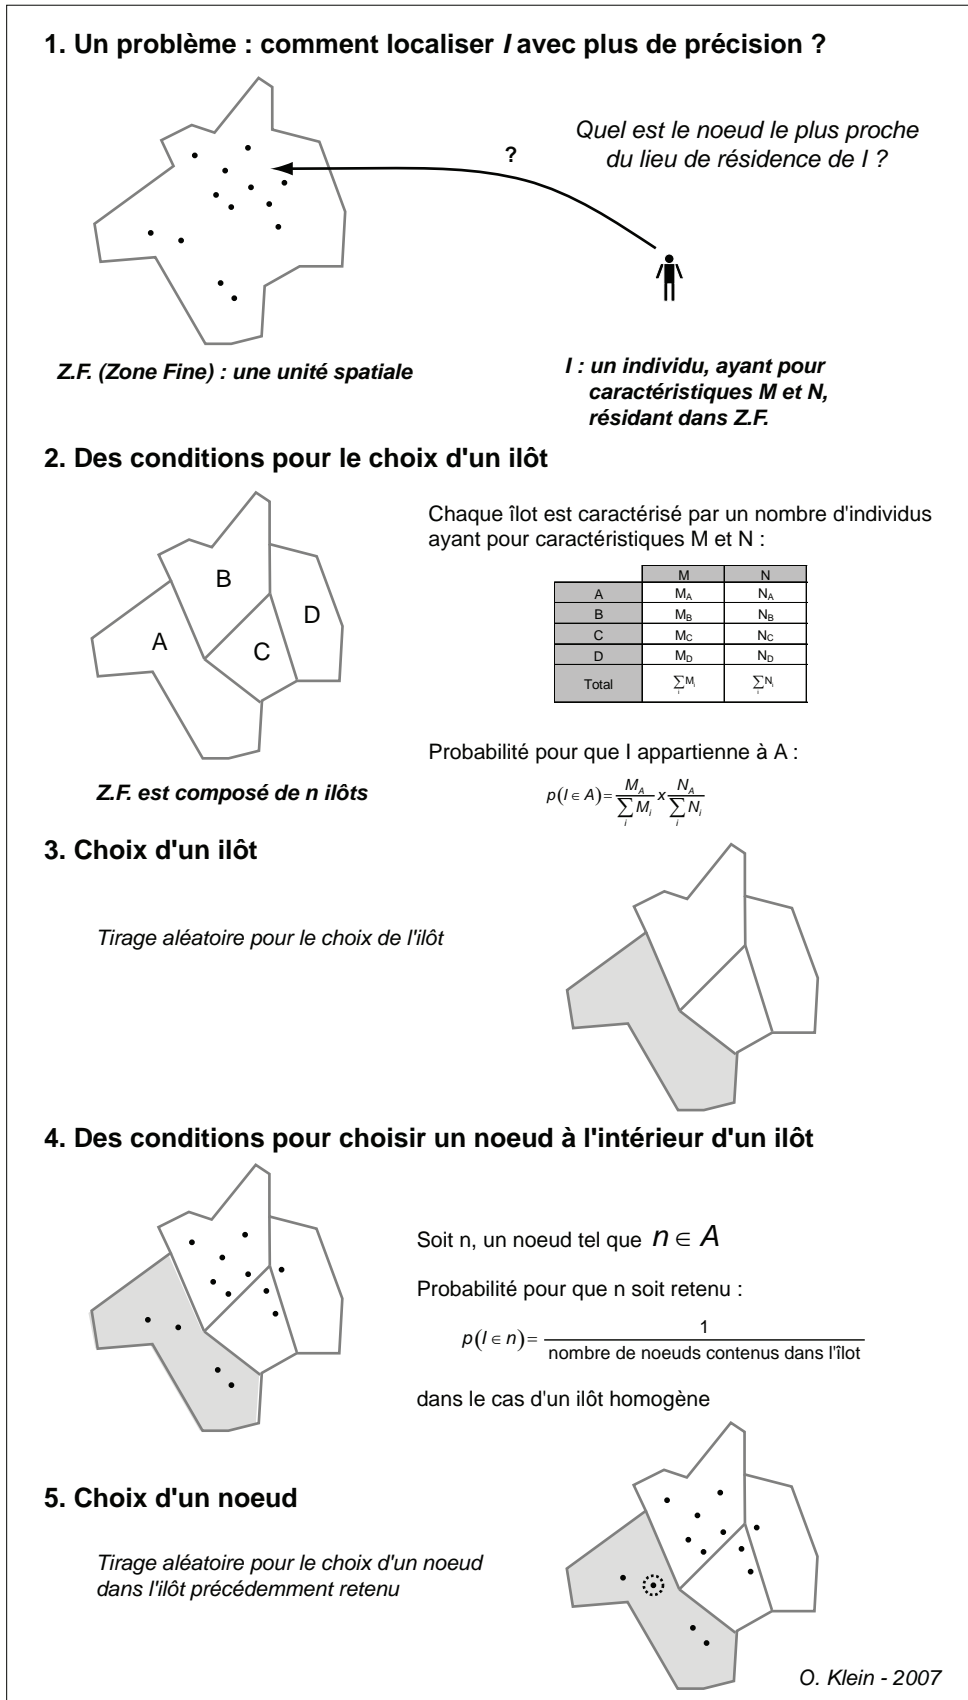 1. Un problème : comment localiser I avec plus de précision ?
?
Quel est le noeud le plus proche
du lieu de résidence de I ?
Z.F. (Zone Fine) : une unité spatiale
I : un individu, ayant pour
caractéristiques M et N,
résidant dans Z.F.
2. Des conditions pour le choix d'un ilôt
A
B
C
D
Z.F. est composé de n ilôts
Chaque îlot est caractérisé par un nombre d'individus
ayant pour caractéristiques M et N :
M N
A M_A N_A
B M_B N_B
C M_C N_C
D M_D N_D
Total ∑_i M_i ∑_i N_i
Probabilité pour que I appartienne à A :
p(I ∈ A) = M_A / ∑_i M_i x N_A / ∑_i N_i
3. Choix d'un ilôt
Tirage aléatoire pour le choix de l'ilôt
4. Des conditions pour choisir un noeud à l'intérieur d'un ilôt
Soit n, un noeud tel que n ∈ A
Probabilité pour que n soit retenu :
p(I ∈ n) = 1 / nombre de noeuds contenus dans l'îlot
dans le cas d'un ilôt homogène
5. Choix d'un noeud
Tirage aléatoire pour le choix d'un noeud
dans l'ilôt précédemment retenu
O. Klein - 2007